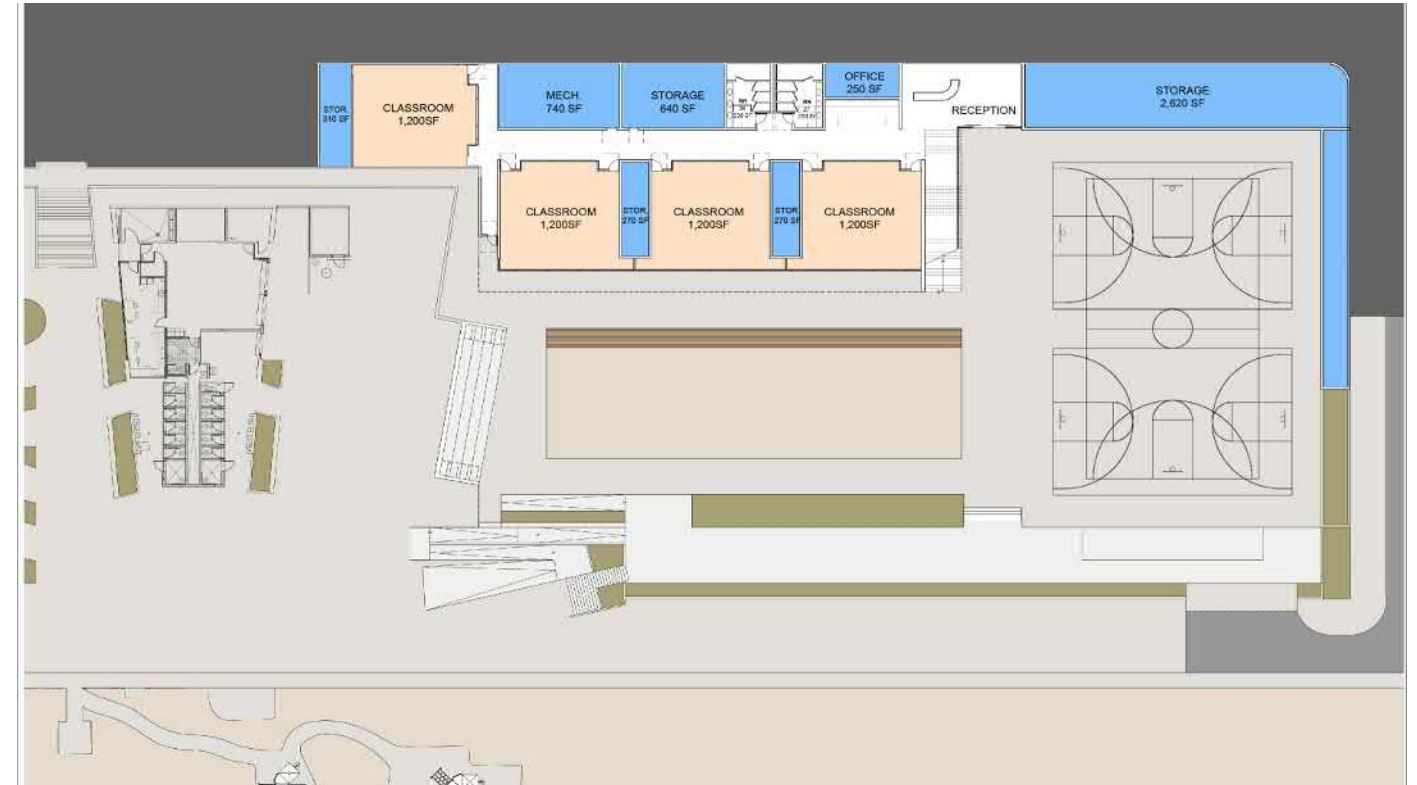 STOR.
310 SF
CLASSROOM
1,200SF
MECH.
740 SF
STORAGE
640 SF
OFFICE
250 SF
RECEPTION
STORAGE
2,620 SF
CLASSROOM
1,200SF
STOR.
270 SF
CLASSROOM
1,200SF
STOR.
270 SF
CLASSROOM
1,200SF